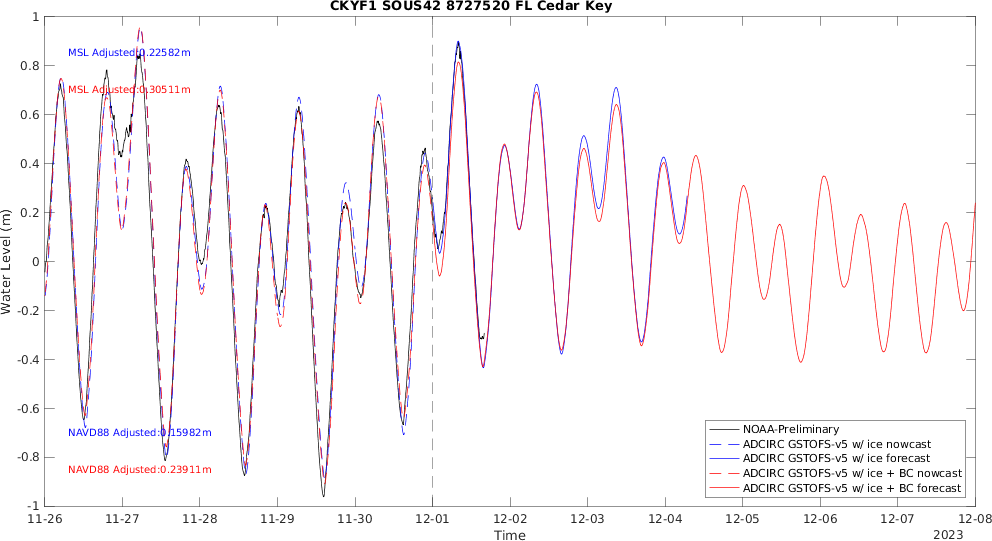 CKYF1 SOUS42 8727520 FL Cedar Key
Water Level (m)
1
0.8
0.6
0.4
0.2
0
-0.2
-0.4
-0.6
-0.8
-1
MSL Adjusted:0.22582m
MSL Adjusted:0.30511m
NAVD88 Adjusted:0.15982m
NAVD88 Adjusted:0.23911m
NOAA-Preliminary
ADCIRC GSTOFS-v5 w/ ice nowcast
ADCIRC GSTOFS-v5 w/ ice forecast
ADCIRC GSTOFS-v5 w/ ice + BC nowcast
ADCIRC GSTOFS-v5 w/ ice + BC forecast
11-26 11-27 11-28 11-29 11-30 12-01 12-02 12-03 12-04 12-05 12-06 12-07 12-08
Time
2023